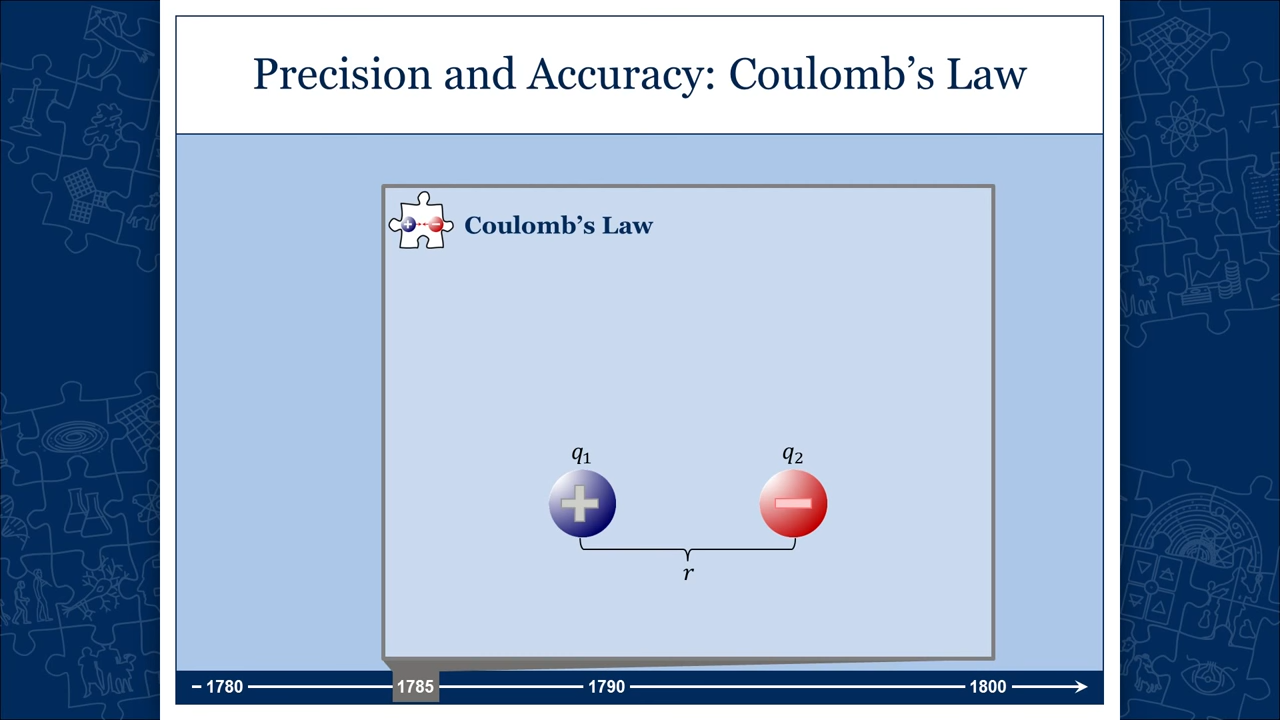 Precision and Accuracy: Coulomb’s Law
Coulomb’s Law
q₁ q₂
r
1780 1785 1790 1800